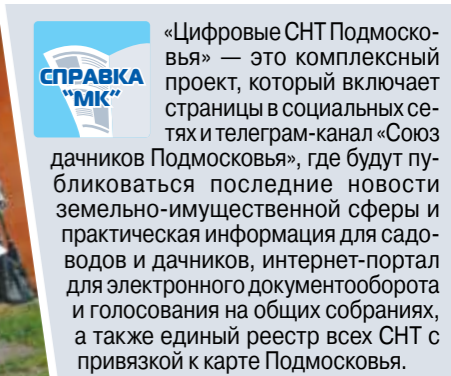 СПРАВКА
"МК"
«Цифровые СНТ Подмоско-
вья» — это комплексный
проект, который включает
страницы в социальных се-
тях и телеграм-канал «Союз
дачников Подмосковья», где будут пу-
бликоваться последние новости
земельно-имущественной сферы и
практическая информация для садо-
водов и дачников, интернет-портал
для электронного документооборота
и голосования на общих собраниях,
а также единый реестр всех СНТ с
привязкой к карте Подмосковья.